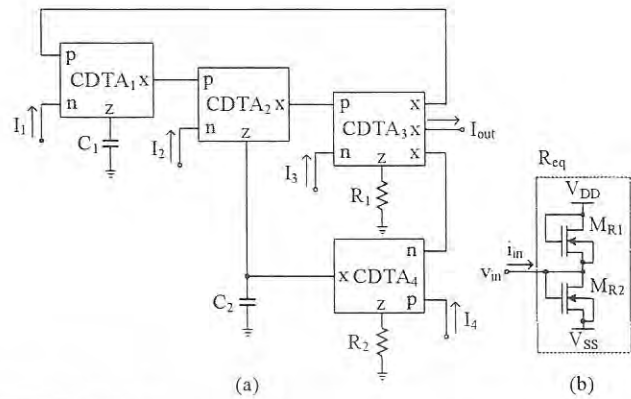 p
CDTA₁ x
n
z
I₁
C₁
p
CDTA₂ x
n
z
I₂
p x
CDTA₃ x
n x
z
I₃
Iout
R₁
n
x CDTA₄
p
z
C₂
R₂
I₄
(a)
Req
VDD
MR1
iin
vin
MR2
VSS
(b)